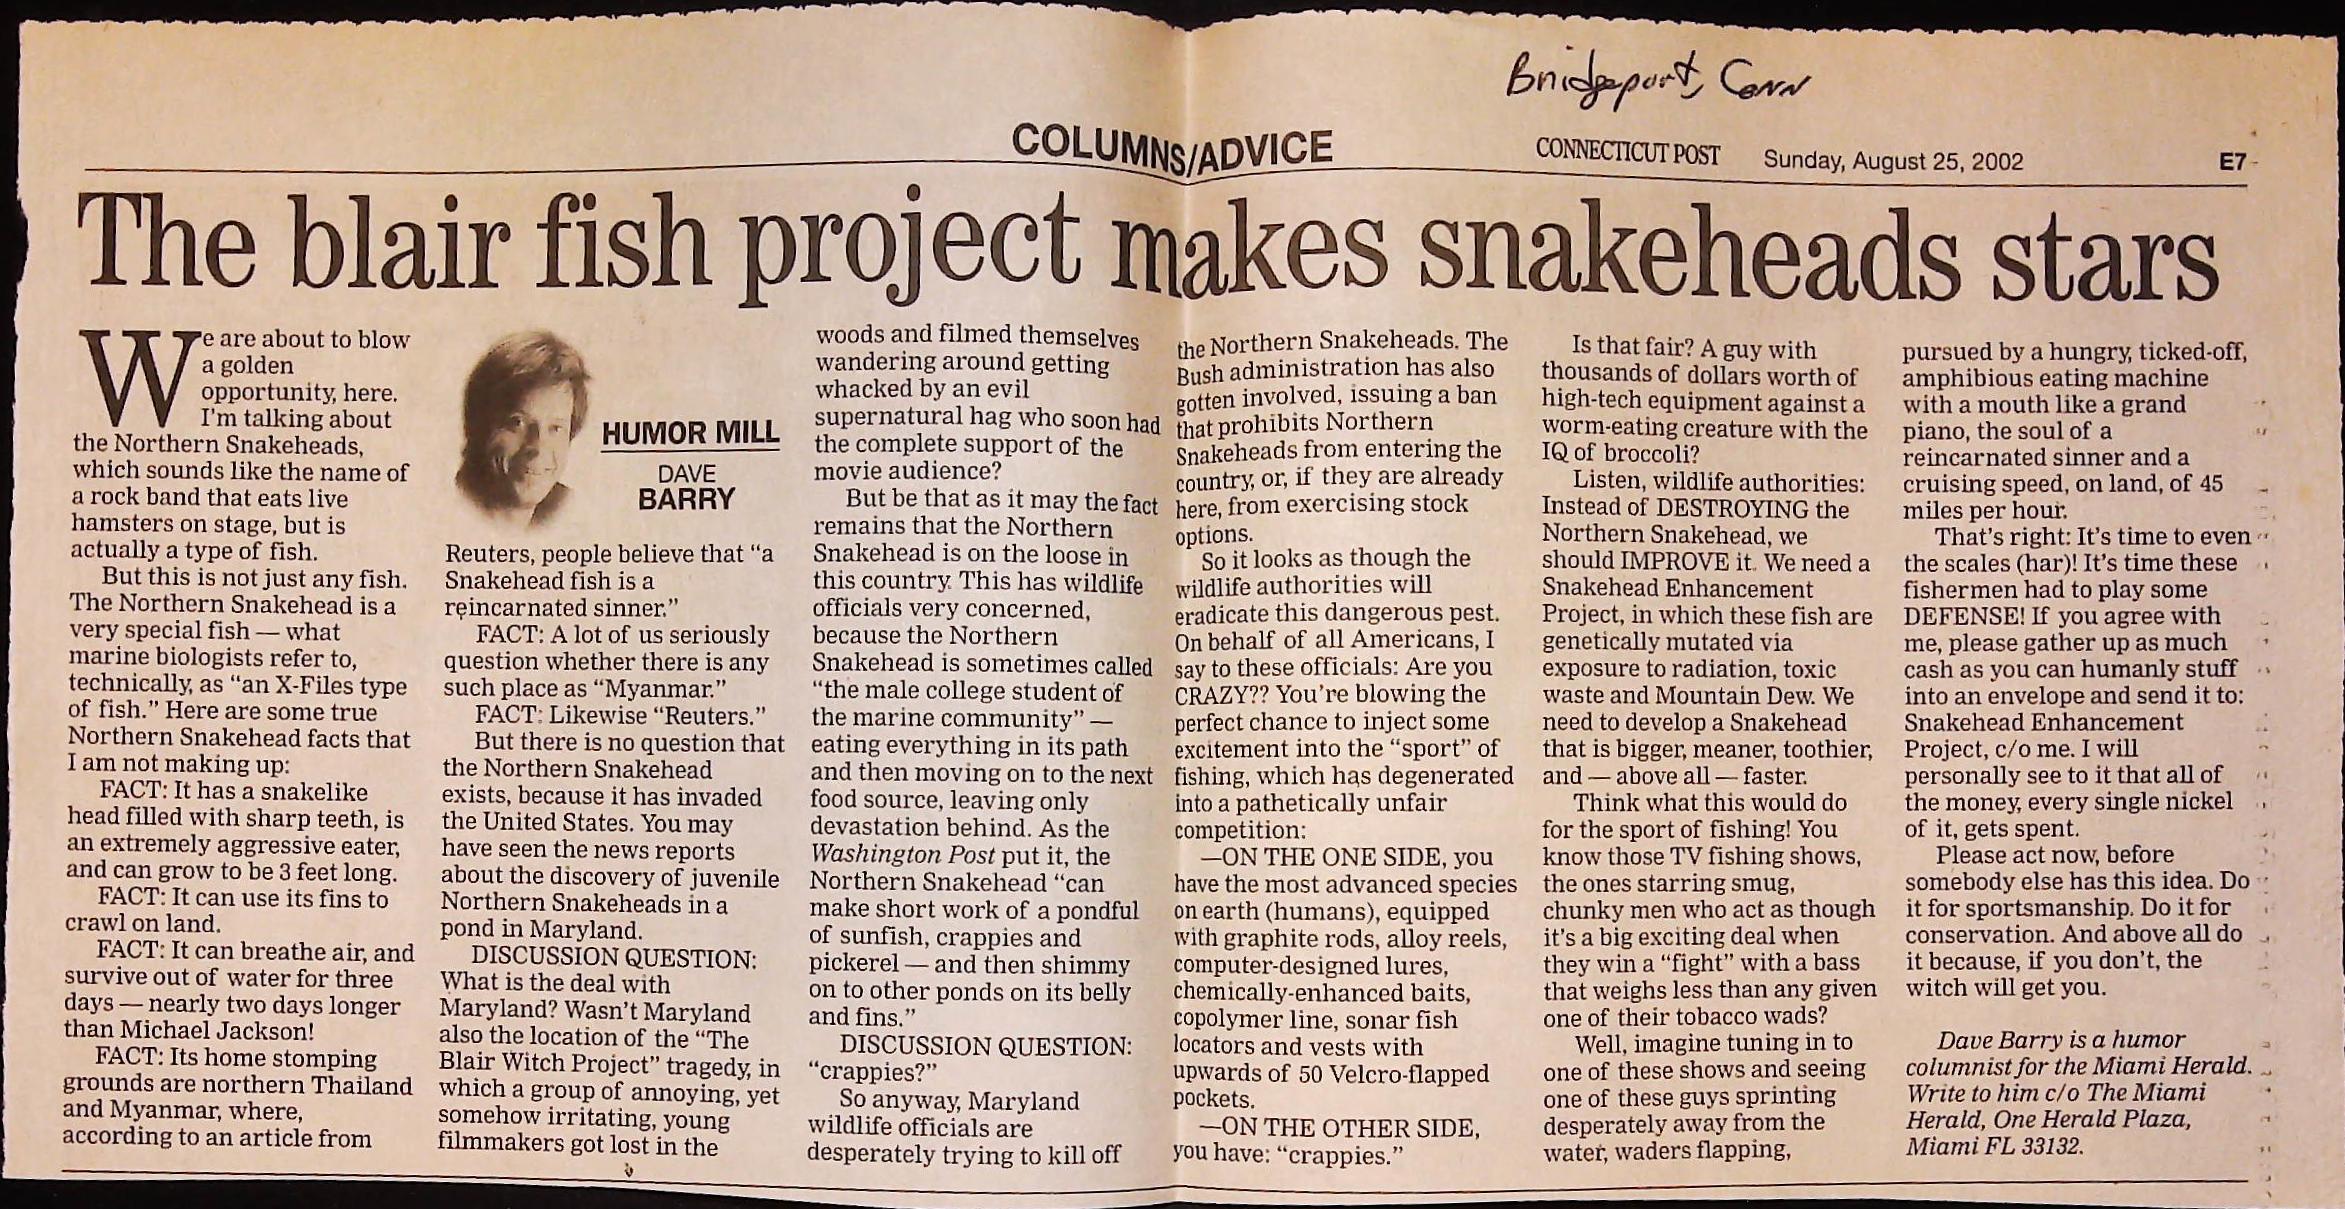 Bridgeport, Conn
COLUMNS/ADVICE
CONNECTICUT POST Sunday, August 25, 2002 E7
The blair fish project makes snakeheads stars
We are about to blow
a golden
opportunity, here.
I'm talking about
the Northern Snakeheads,
which sounds like the name of
a rock band that eats live
hamsters on stage, but is
actually a type of fish.
But this is not just any fish.
The Northern Snakehead is a
very special fish — what
marine biologists refer to,
technically, as "an X-Files type
of fish." Here are some true
Northern Snakehead facts that
I am not making up:
FACT: It has a snakelike
head filled with sharp teeth, is
an extremely aggressive eater,
and can grow to be 3 feet long.
FACT: It can use its fins to
crawl on land.
FACT: It can breathe air, and
survive out of water for three
days — nearly two days longer
than Michael Jackson!
FACT: Its home stomping
grounds are northern Thailand
and Myanmar, where,
according to an article from
HUMOR MILL
DAVE
BARRY
Reuters, people believe that "a
Snakehead fish is a
reincarnated sinner."
FACT: A lot of us seriously
question whether there is any
such place as "Myanmar."
FACT: Likewise "Reuters."
But there is no question that
the Northern Snakehead
exists, because it has invaded
the United States. You may
have seen the news reports
about the discovery of juvenile
Northern Snakeheads in a
pond in Maryland.
DISCUSSION QUESTION:
What is the deal with
Maryland? Wasn't Maryland
also the location of the "The
Blair Witch Project" tragedy, in
which a group of annoying, yet
somehow irritating, young
filmmakers got lost in the
woods and filmed themselves
wandering around getting
whacked by an evil
supernatural hag who soon had
the complete support of the
movie audience?
But be that as it may the fact
remains that the Northern
Snakehead is on the loose in
this country. This has wildlife
officials very concerned,
because the Northern
Snakehead is sometimes called
"the male college student of
the marine community" —
eating everything in its path
and then moving on to the next
food source, leaving only
devastation behind. As the
Washington Post put it, the
Northern Snakehead "can
make short work of a pondful
of sunfish, crappies and
pickerel — and then shimmy
on to other ponds on its belly
and fins."
DISCUSSION QUESTION:
"crappies?"
So anyway, Maryland
wildlife officials are
desperately trying to kill off
the Northern Snakeheads. The
Bush administration has also
gotten involved, issuing a ban
that prohibits Northern
Snakeheads from entering the
country, or, if they are already
here, from exercising stock
options.
So it looks as though the
wildlife authorities will
eradicate this dangerous pest.
On behalf of all Americans, I
say to these officials: Are you
CRAZY?? You're blowing the
perfect chance to inject some
excitement into the "sport" of
fishing, which has degenerated
into a pathetically unfair
competition:
—ON THE ONE SIDE, you
have the most advanced species
on earth (humans), equipped
with graphite rods, alloy reels,
computer-designed lures,
chemically-enhanced baits,
copolymer line, sonar fish
locators and vests with
upwards of 50 Velcro-flapped
pockets.
—ON THE OTHER SIDE,
you have: "crappies."
Is that fair? A guy with
thousands of dollars worth of
high-tech equipment against a
worm-eating creature with the
IQ of broccoli?
Listen, wildlife authorities:
Instead of DESTROYING the
Northern Snakehead, we
should IMPROVE it. We need a
Snakehead Enhancement
Project, in which these fish are
genetically mutated via
exposure to radiation, toxic
waste and Mountain Dew. We
need to develop a Snakehead
that is bigger, meaner, toothier,
and — above all — faster.
Think what this would do
for the sport of fishing! You
know those TV fishing shows,
the ones starring smug,
chunky men who act as though
it's a big exciting deal when
they win a "fight" with a bass
that weighs less than any given
one of their tobacco wads?
Well, imagine tuning in to
one of these shows and seeing
one of these guys sprinting
desperately away from the
water, waders flapping,
pursued by a hungry, ticked-off,
amphibious eating machine
with a mouth like a grand
piano, the soul of a
reincarnated sinner and a
cruising speed, on land, of 45
miles per hour.
That's right: It's time to even
the scales (har)! It's time these
fishermen had to play some
DEFENSE! If you agree with
me, please gather up as much
cash as you can humanly stuff
into an envelope and send it to:
Snakehead Enhancement
Project, c/o me. I will
personally see to it that all of
the money, every single nickel
of it, gets spent.
Please act now, before
somebody else has this idea. Do
it for sportsmanship. Do it for
conservation. And above all do
it because, if you don't, the
witch will get you.
Dave Barry is a humor
columnist for the Miami Herald.
Write to him c/o The Miami
Herald, One Herald Plaza,
Miami FL 33132.